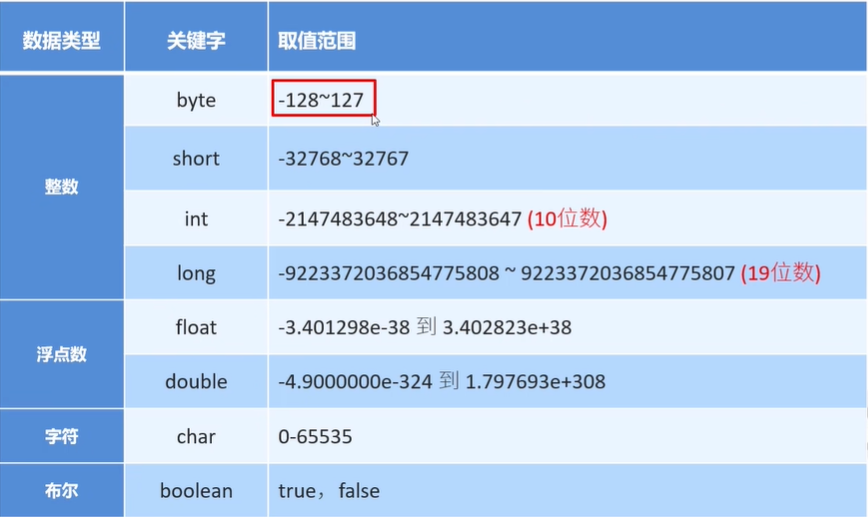 数据类型 关键字 取值范围
整数 byte -128~127
short -32768~32767
int -2147483648~2147483647 (10位数)
long -9223372036854775808 ~ 9223372036854775807 (19位数)
浮点数 float -3.401298e-38 到 3.402823e+38
double -4.9000000e-324 到 1.797693e+308
字符 char 0-65535
布尔 boolean true，false